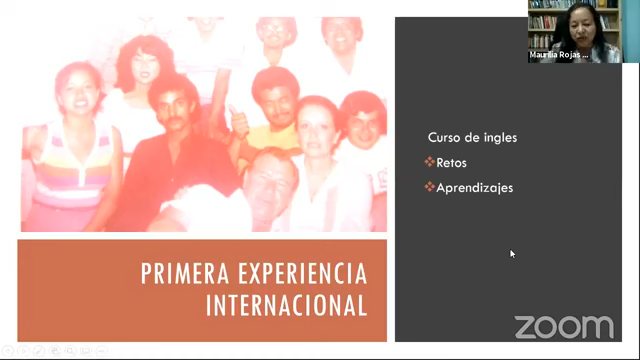 Maurilia Rojas ...
Curso de ingles
Retos
Aprendizajes
PRIMERA EXPERIENCIA
INTERNACIONAL
zoom